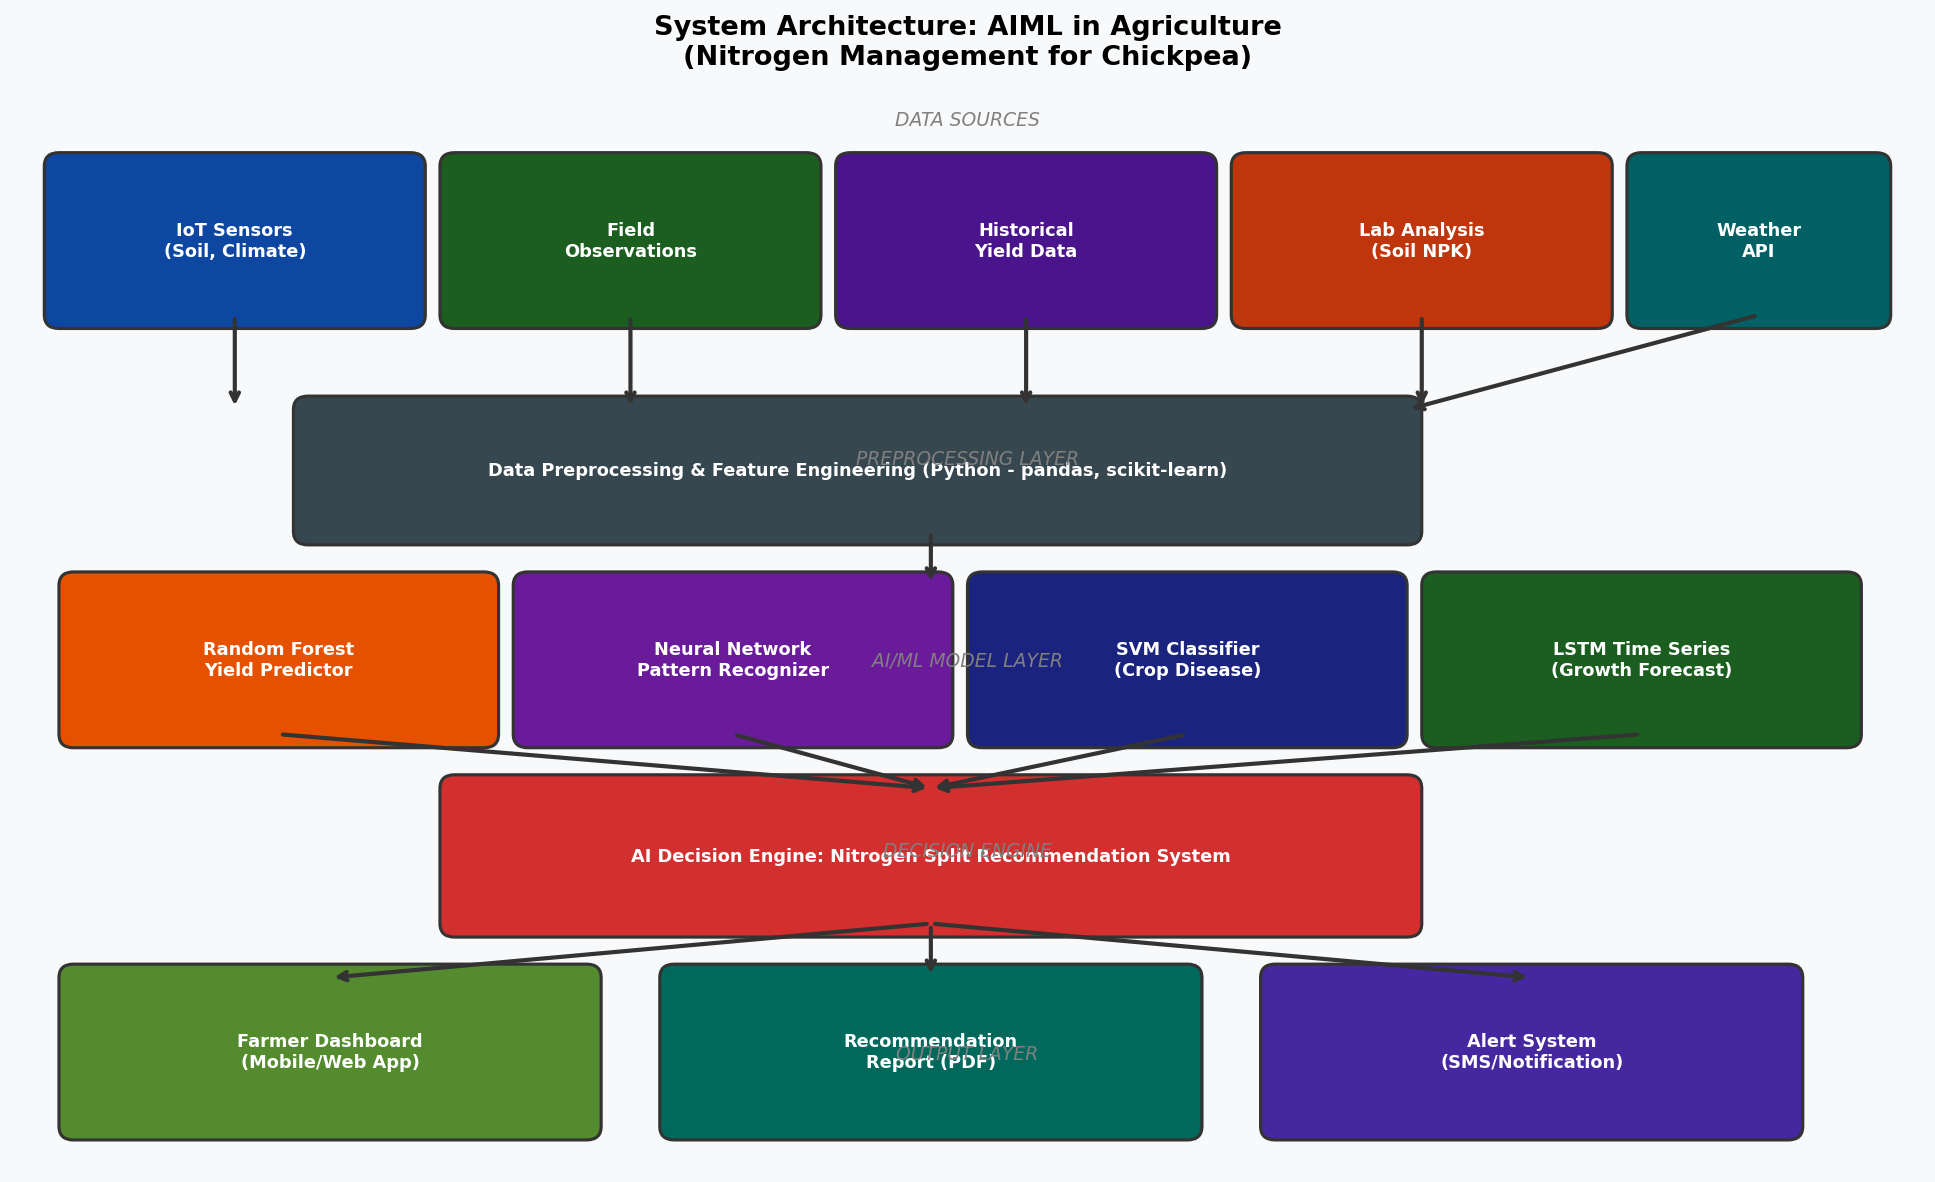 System Architecture: AIML in Agriculture
(Nitrogen Management for Chickpea)
DATA SOURCES
IoT Sensors
(Soil, Climate)
Field
Observations
Historical
Yield Data
Lab Analysis
(Soil NPK)
Weather
API
PREPROCESSING LAYER
Data Preprocessing & Feature Engineering (Python - pandas, scikit-learn)
Random Forest
Yield Predictor
Neural Network
Pattern Recognizer
AI/ML MODEL LAYER
SVM Classifier
(Crop Disease)
LSTM Time Series
(Growth Forecast)
DECISION ENGINE
AI Decision Engine: Nitrogen Split Recommendation System
Farmer Dashboard
(Mobile/Web App)
Recommendation
Report (PDF)
OUTPUT LAYER
Alert System
(SMS/Notification)